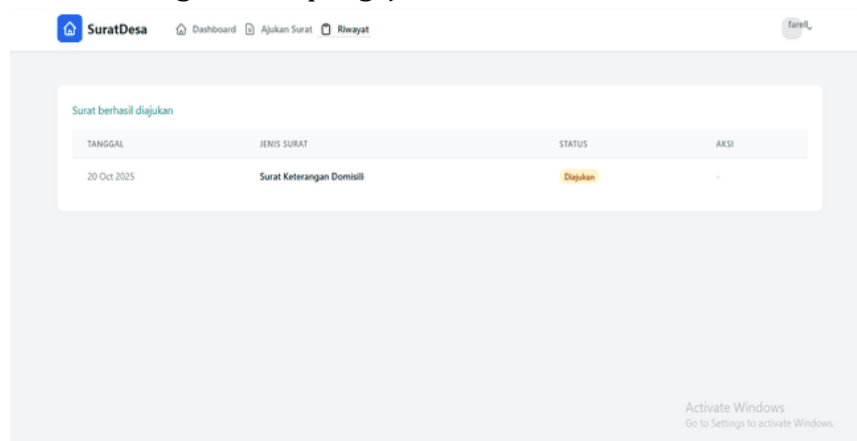 SuratDesa Dashboard Ajukan Surat Riwayat farell
Surat berhasil diajukan
TANGGAL JENIS SURAT STATUS AKSI
20 Oct 2025 Surat Keterangan Domisili Diajukan -
Activate Windows
Go to Settings to activate Windows.